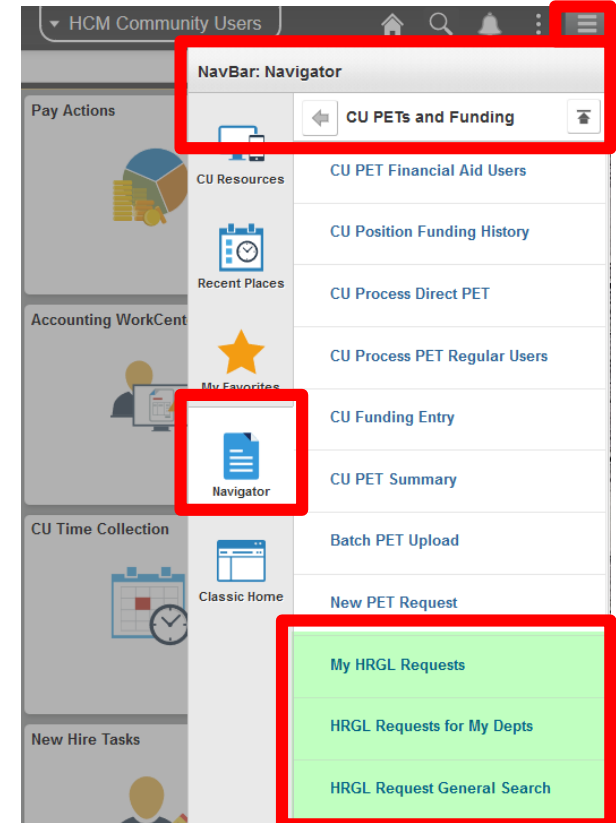 HCM Community Users
NavBar: Navigator
CU PETs and Funding
Pay Actions
Accounting WorkCent
CU Time Collection
New Hire Tasks
CU Resources
Recent Places
My Favorites
Navigator
Classic Home
CU PET Financial Aid Users
CU Position Funding History
CU Process Direct PET
CU Process PET Regular Users
CU Funding Entry
CU PET Summary
Batch PET Upload
New PET Request
My HRGL Requests
HRGL Requests for My Depts
HRGL Request General Search